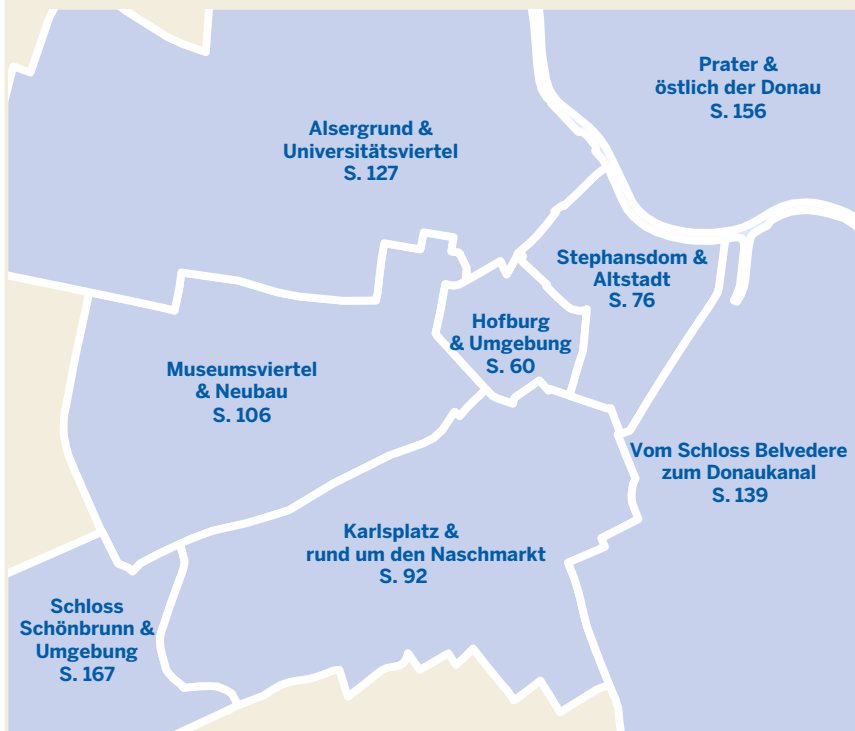 Prater &
östlich der Donau
S. 156
Alsergrund &
Universitätsviertel
S. 127
Stephansdom &
Altstadt
S. 76
Hofburg
& Umgebung
S. 60
Museumsviertel
& Neubau
S. 106
Vom Schloss Belvedere
zum Donaukanal
S. 139
Karlsplatz &
rund um den Naschmarkt
S. 92
Schloss
Schönbrunn &
Umgebung
S. 167